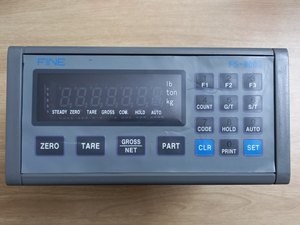 FINE
lb
ton
kg
STEADY ZERO TARE GROSS COM. HOLD AUTO
F1 F2 F3
COUNT G/T S/T
CODE HOLD AUTO
ZERO TARE GROSS/NET PART
CLR PRINT SET